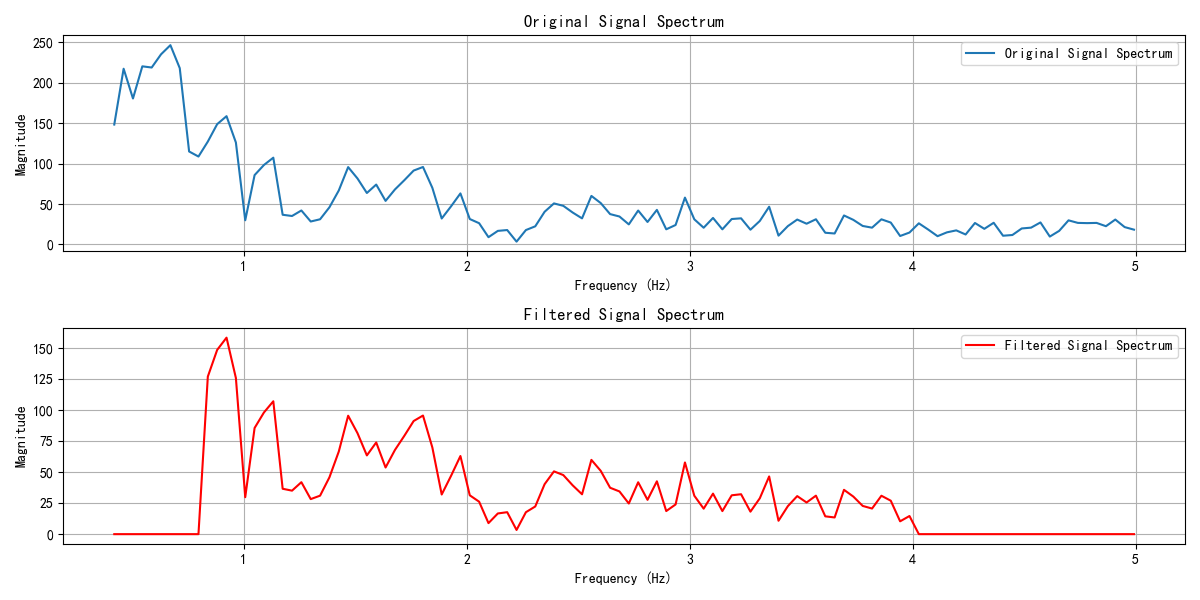 Original Signal Spectrum
250
200
150
100
50
0
Magnitude
Original Signal Spectrum
1
2
3
4
5
Frequency (Hz)
Filtered Signal Spectrum
150
125
100
75
50
25
0
Magnitude
Filtered Signal Spectrum
1
2
3
4
5
Frequency (Hz)